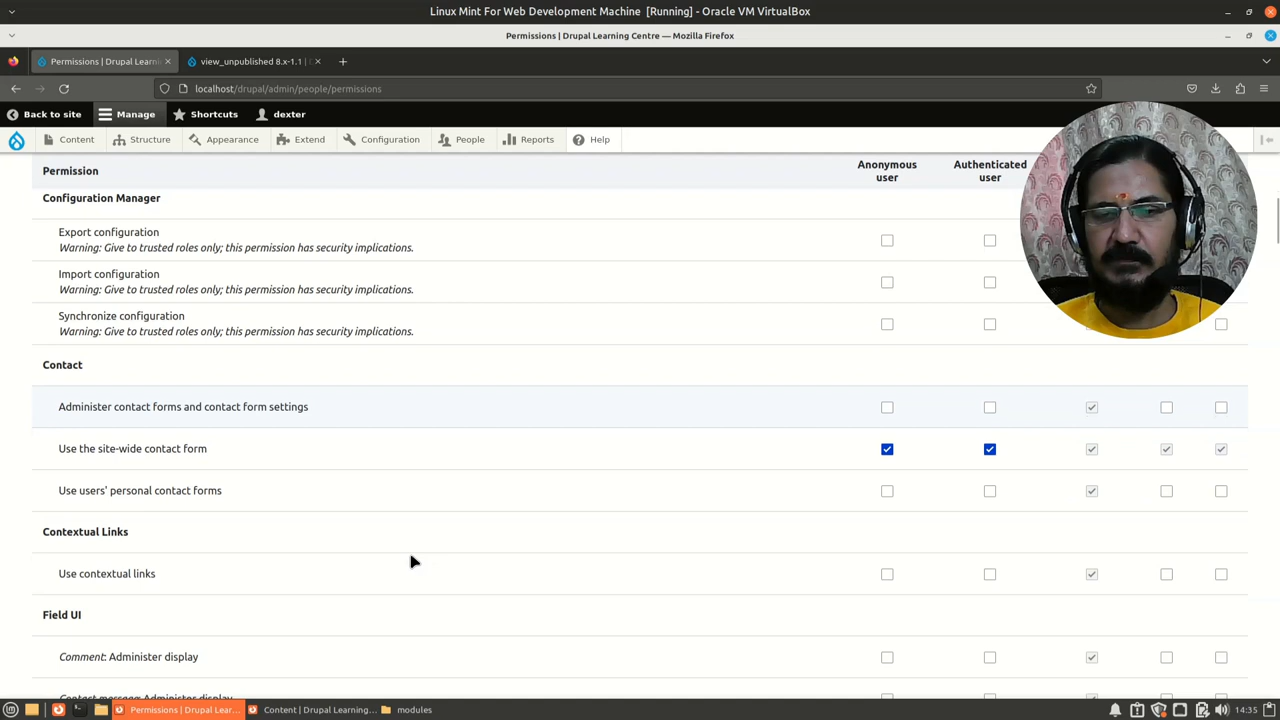 Linux Mint For Web Development Machine [Running] - Oracle VM VirtualBox
Permissions | Drupal Learning Centre — Mozilla Firefox
Permissions | Drupal Learni
view_unpublished 8.x-1.1 | D
localhost/drupal/admin/people/permissions
Back to site Manage Shortcuts dexter
Content Structure Appearance Extend Configuration People Reports Help
Permission Anonymous user Authenticated user
Configuration Manager
Export configuration
Warning: Give to trusted roles only; this permission has security implications.
Import configuration
Warning: Give to trusted roles only; this permission has security implications.
Synchronize configuration
Warning: Give to trusted roles only; this permission has security implications.
Contact
Administer contact forms and contact form settings
Use the site-wide contact form
Use users' personal contact forms
Contextual Links
Use contextual links
Field UI
Comment: Administer display
Contact message: Administer display
Permissions | Drupal Lear... Content | Drupal Learning... modules 14:35